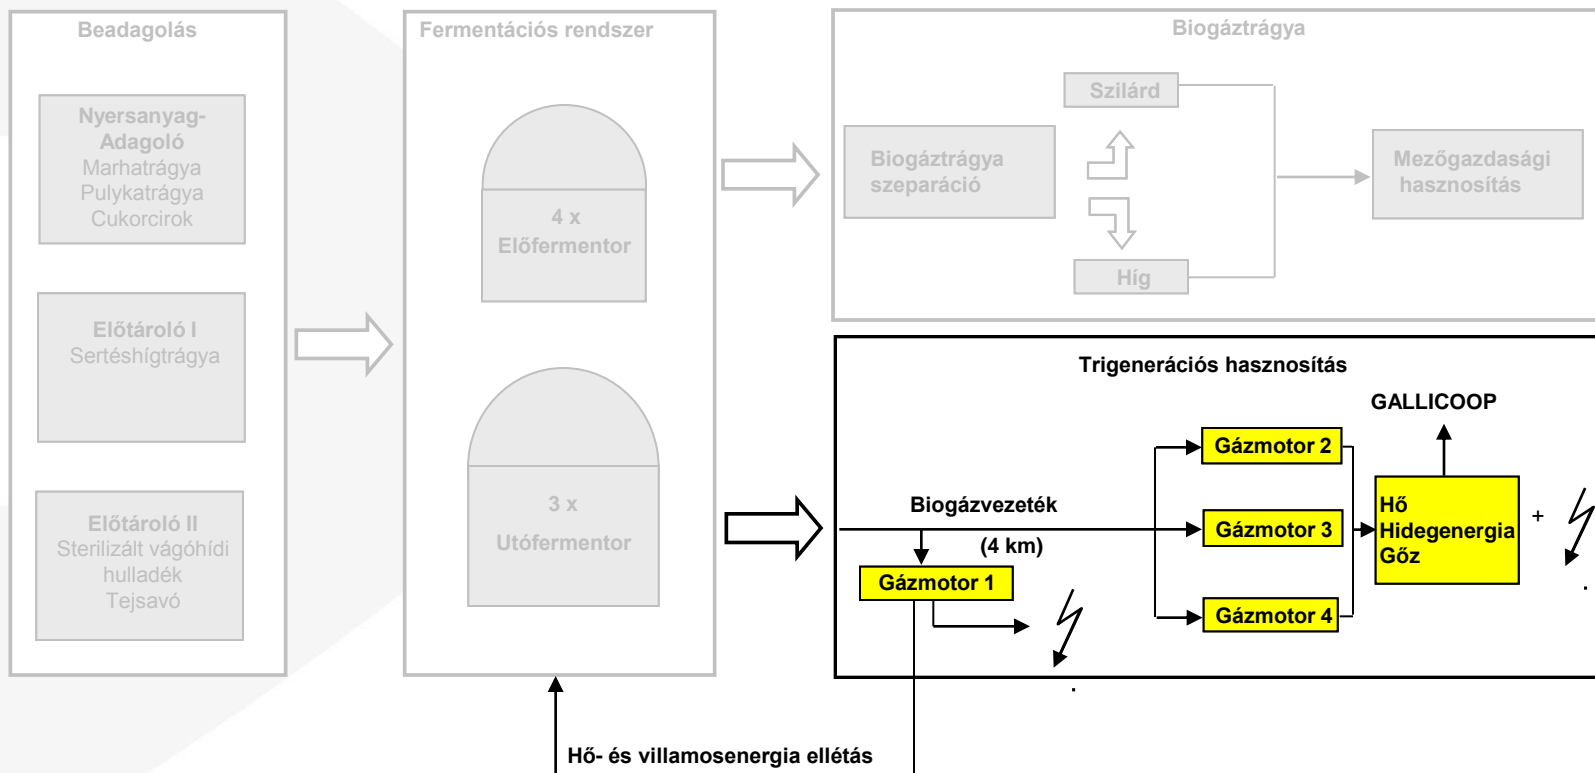 Beadagolás
Nyersanyag-
Adagoló
Marhatrágya
Pulykatrágya
Cukorcirok
Előtároló I
Sertéshígtrágya
Előtároló II
Sterilizált vágóhídi
hulladék
Tejsavó
Fermentációs rendszer
4 x
Előfermentor
3 x
Utófermentor
Biogáztrágya
Biogáztrágya
szeparáció
Szilárd
Híg
Mezőgazdasági
hasznosítás
Trigenerációs hasznosítás
GALLICOOP
Biogázvezeték
(4 km)
Gázmotor 1
Gázmotor 2
Gázmotor 3
Gázmotor 4
Hő
Hidegenergia
Gőz
+
.
.
Hő- és villamosenergia ellétás